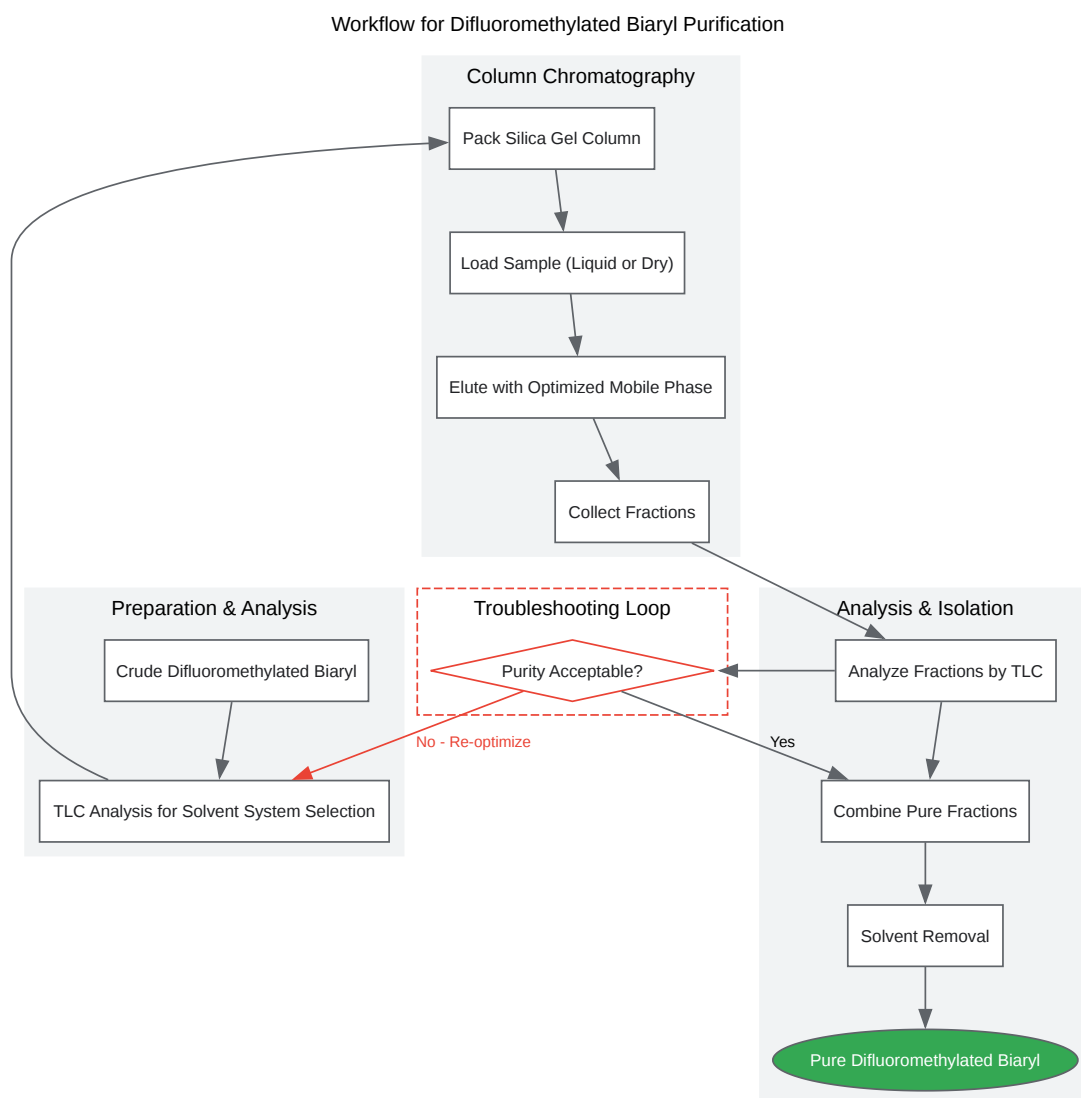 Workflow for Difluoromethylated Biaryl Purification
Column Chromatography
Pack Silica Gel Column
Load Sample (Liquid or Dry)
Elute with Optimized Mobile Phase
Collect Fractions
Preparation & Analysis
Crude Difluoromethylated Biaryl
TLC Analysis for Solvent System Selection
Troubleshooting Loop
Purity Acceptable?
No - Re-optimize
Yes
Analysis & Isolation
Analyze Fractions by TLC
Combine Pure Fractions
Solvent Removal
Pure Difluoromethylated Biaryl